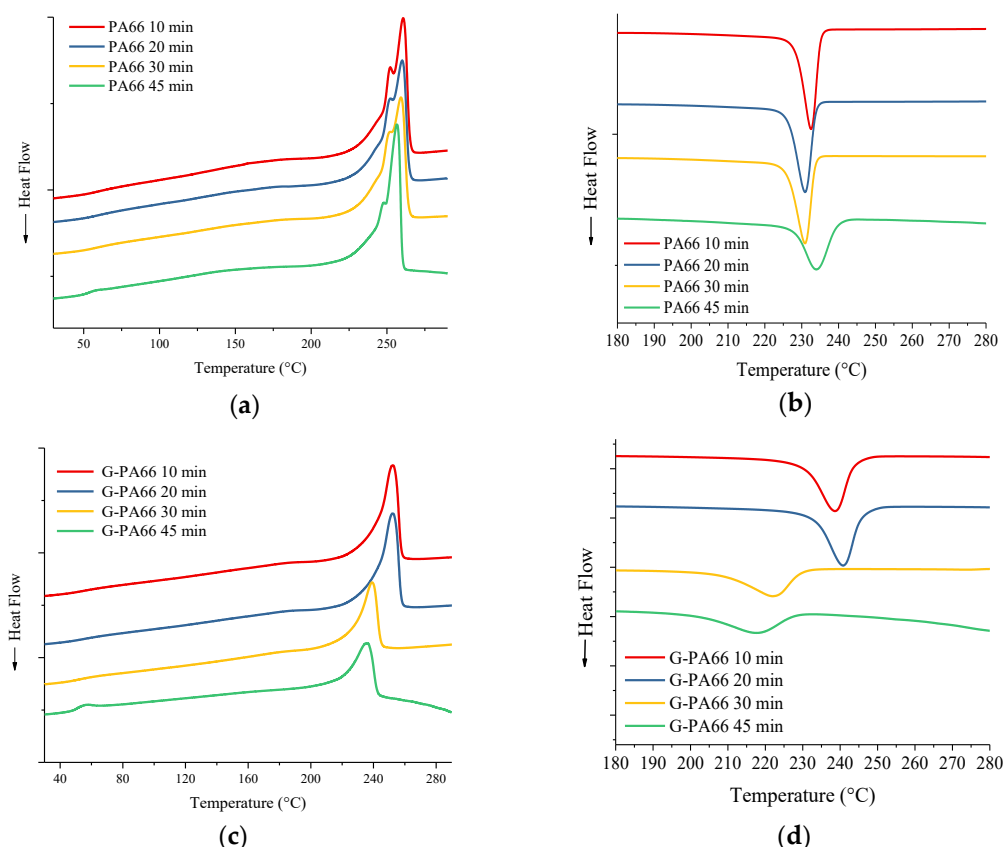 PA66 10 min
PA66 20 min
PA66 30 min
PA66 45 min
Heat Flow
50 100 150 200 250
Temperature (°C)
(a)
PA66 10 min
PA66 20 min
PA66 30 min
PA66 45 min
Heat Flow
180 190 200 210 220 230 240 250 260 270 280
Temperature (°C)
(b)
G-PA66 10 min
G-PA66 20 min
G-PA66 30 min
G-PA66 45 min
Heat Flow
40 80 120 160 200 240 280
Temperature (°C)
(c)
G-PA66 10 min
G-PA66 20 min
G-PA66 30 min
G-PA66 45 min
Heat Flow
180 190 200 210 220 230 240 250 260 270 280
Temperature (°C)
(d)